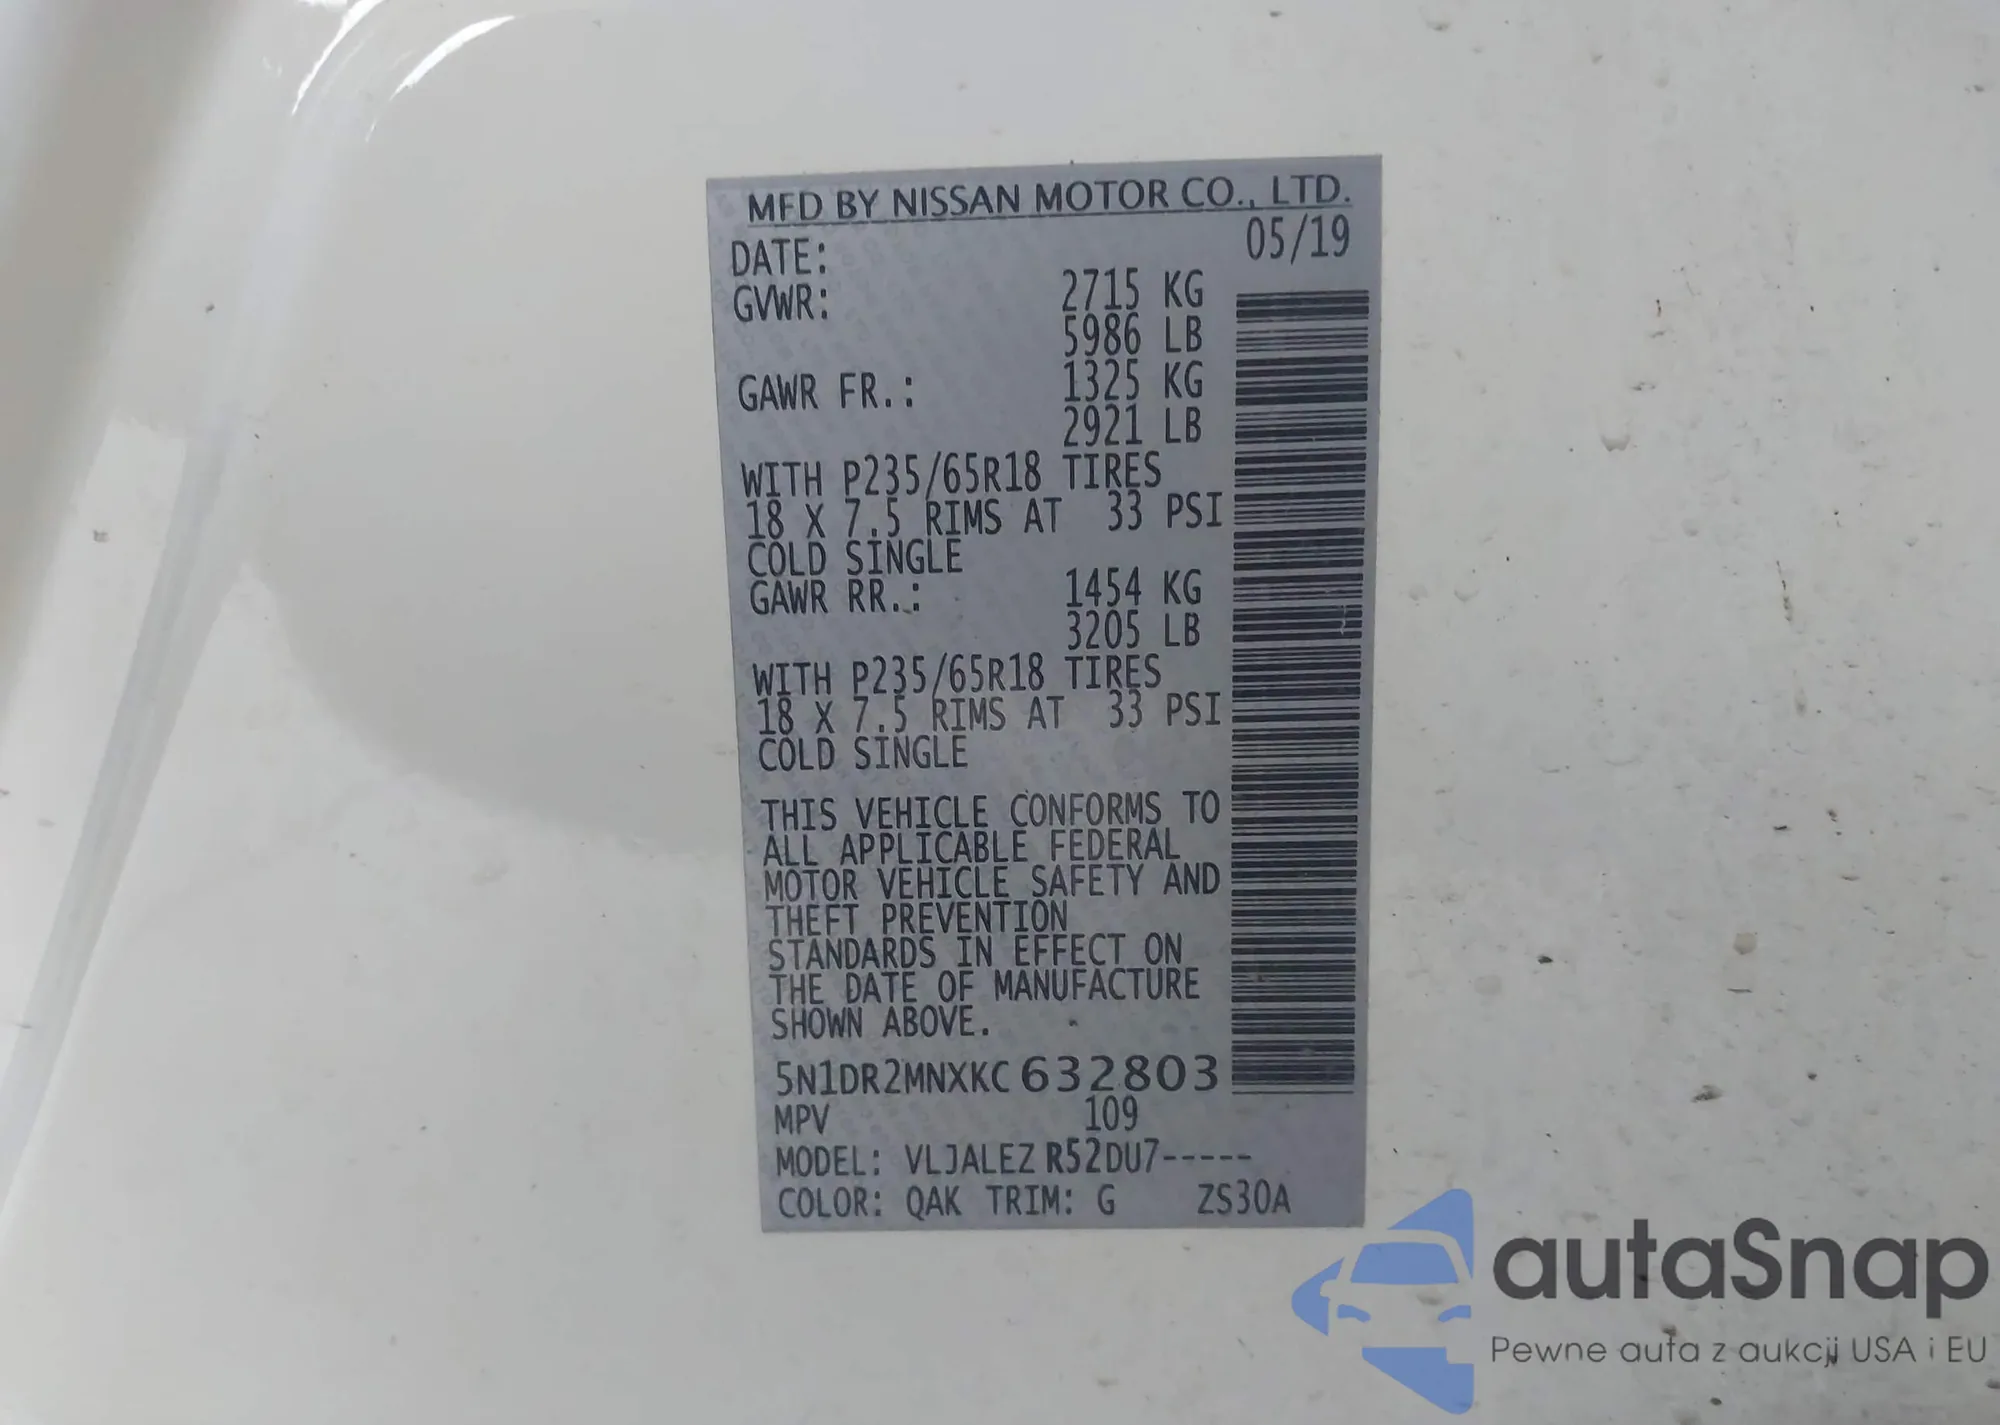 MFD BY NISSAN MOTOR CO., LTD.
DATE: 05/19
GVWR: 2715 KG
5986 LB
GAWR FR.: 1325 KG
2921 LB
WITH P235/65R18 TIRES
18 X 7.5 RIMS AT 33 PSI
COLD SINGLE
GAWR RR.: 1454 KG
3205 LB
WITH P235/65R18 TIRES
18 X 7.5 RIMS AT 33 PSI
COLD SINGLE
THIS VEHICLE CONFORMS TO
ALL APPLICABLE FEDERAL
MOTOR VEHICLE SAFETY AND
THEFT PREVENTION
STANDARDS IN EFFECT ON
THE DATE OF MANUFACTURE
SHOWN ABOVE.
5N1DR2MNXKC632803
MPV 109
MODEL: VLJALEZ R52DU7-----
COLOR: QAK TRIM: G ZS30A
autaSnap
Pewne auta z aukcji USA i EU